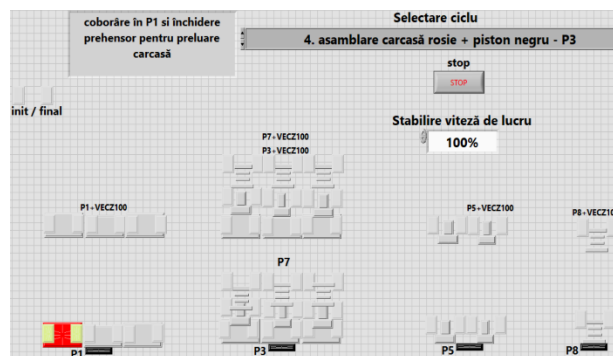 coborâre în P1 si închidere
prehensor pentru preluare
carcasă
Selectare ciclu
4. asamblare carcasă rosie + piston negru - P3
stop
STOP
init / final
Stabilire viteză de lucru
100%
P7+VECZ100
P3+VECZ100
P1+VECZ100
P5+VECZ100
P8+VECZ100
P7
P1
P3
P5
P8